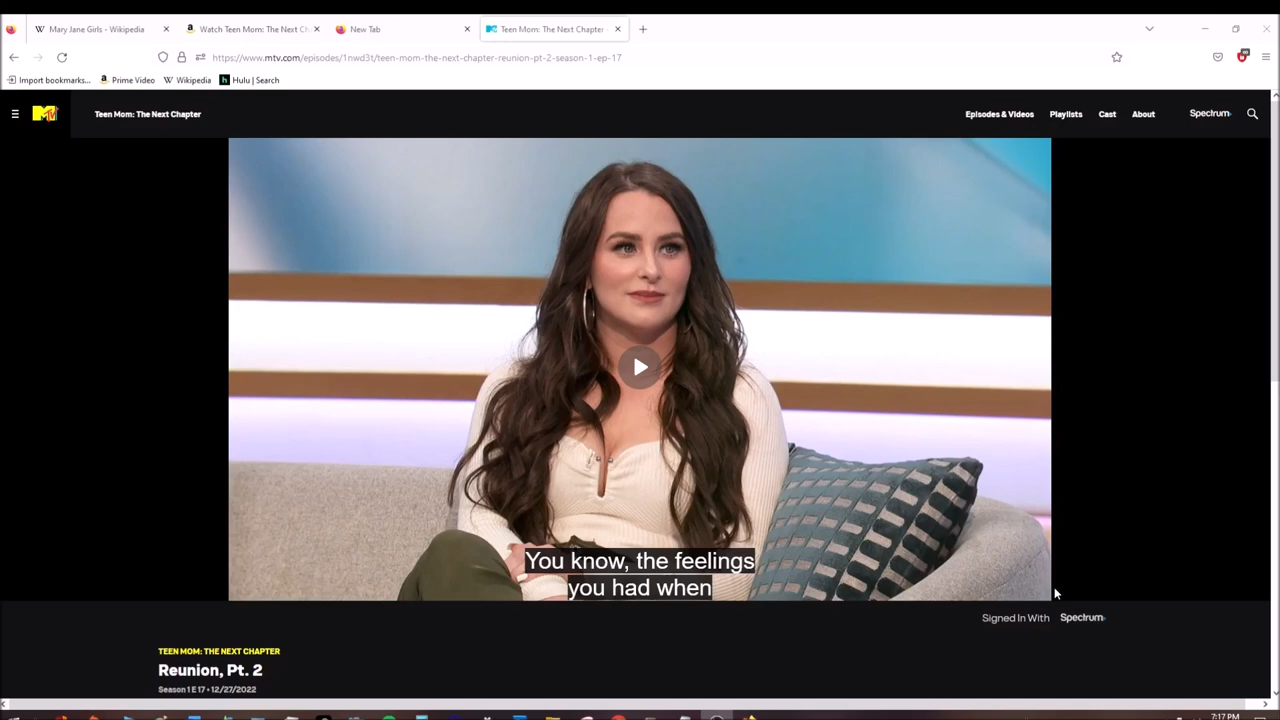 Mary Jane Girls - Wikipedia
Watch Teen Mom: The Next Ch
New Tab
Teen Mom: The Next Chapter -
https://www.mtv.com/episodes/1nwd3t/teen-mom-the-next-chapter-reunion-pt-2-season-1-ep-17
Import bookmarks... Prime Video Wikipedia Hulu | Search
MTV Teen Mom: The Next Chapter Episodes & Videos Playlists Cast About Spectrum
You know, the feelings
you had when
Signed In With Spectrum
TEEN MOM: THE NEXT CHAPTER
Reunion, Pt. 2
Season 1 E 17 • 12/27/2022
7:17 PM